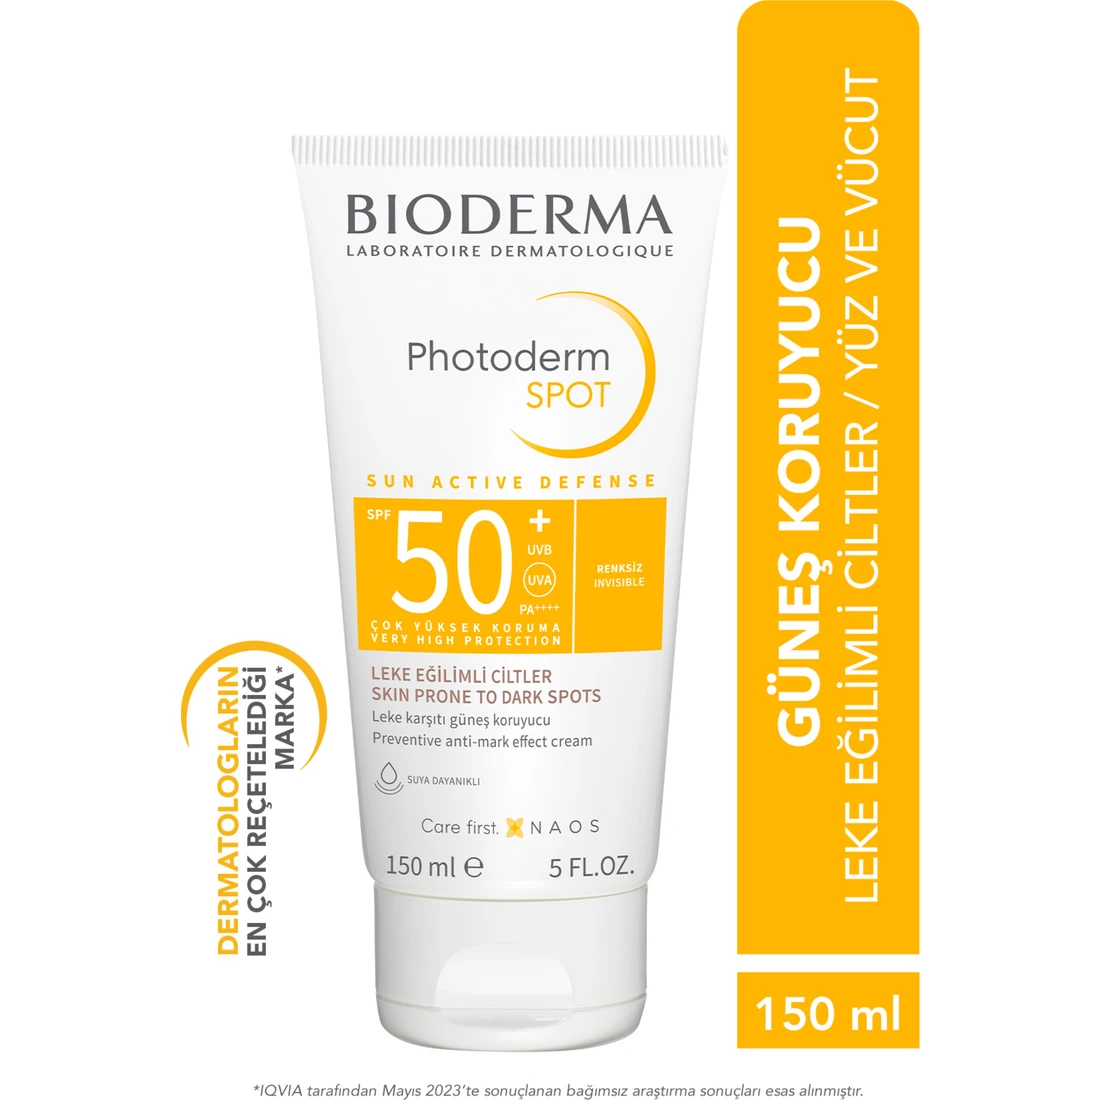 BIODERMA
LABORATOIRE DERMATOLOGIQUE
Photoderm
SPOT
SUN ACTIVE DEFENSE
SPF 50+
UVB
UVA
PA++++
ÇOK YÜKSEK KORUMA
VERY HIGH PROTECTION
RENKSİZ
INVISIBLE
LEKE EĞİLİMLİ CİLTLER
SKIN PRONE TO DARK SPOTS
Leke karşıtı güneş koruyucu
Preventive anti-mark effect cream
SUYA DAYANIKLI
Care first. NAOS
150 ml ℮ 5 FL.OZ.
DERMATOLOGLARIN
EN ÇOK REÇETELEDİĞİ
MARKA*
GÜNEŞ KORUYUCU
LEKE EĞİLİMLİ CİLTLER / YÜZ VE VÜCUT
150 ml
*IQVIA tarafından Mayıs 2023’te sonuçlanan bağımsız araştırma sonuçları esas alınmıştır.